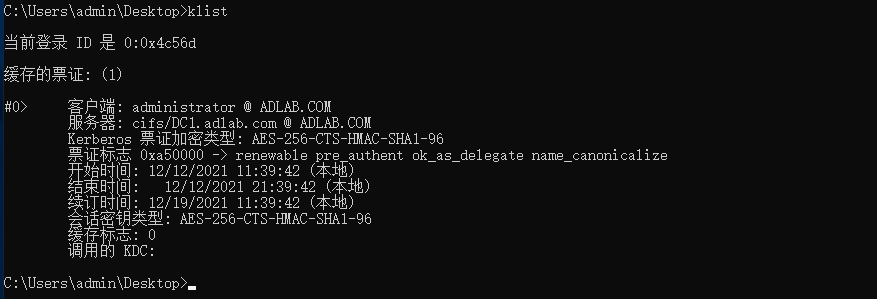 C:\Users\admin\Desktop>klist
当前登录 ID 是 0:0x4c56d
缓存的票证: (1)
#0> 客户端: administrator @ ADLAB.COM
服务器: cifs/DC1.adlab.com @ ADLAB.COM
Kerberos 票证加密类型: AES-256-CTS-HMAC-SHA1-96
票证标志 0xa50000 -> renewable pre_authent ok_as_delegate name_canonicalize
开始时间: 12/12/2021 11:39:42 (本地)
结束时间: 12/12/2021 21:39:42 (本地)
续订时间: 12/19/2021 11:39:42 (本地)
会话密钥类型: AES-256-CTS-HMAC-SHA1-96
缓存标志: 0
调用的 KDC:
C:\Users\admin\Desktop>